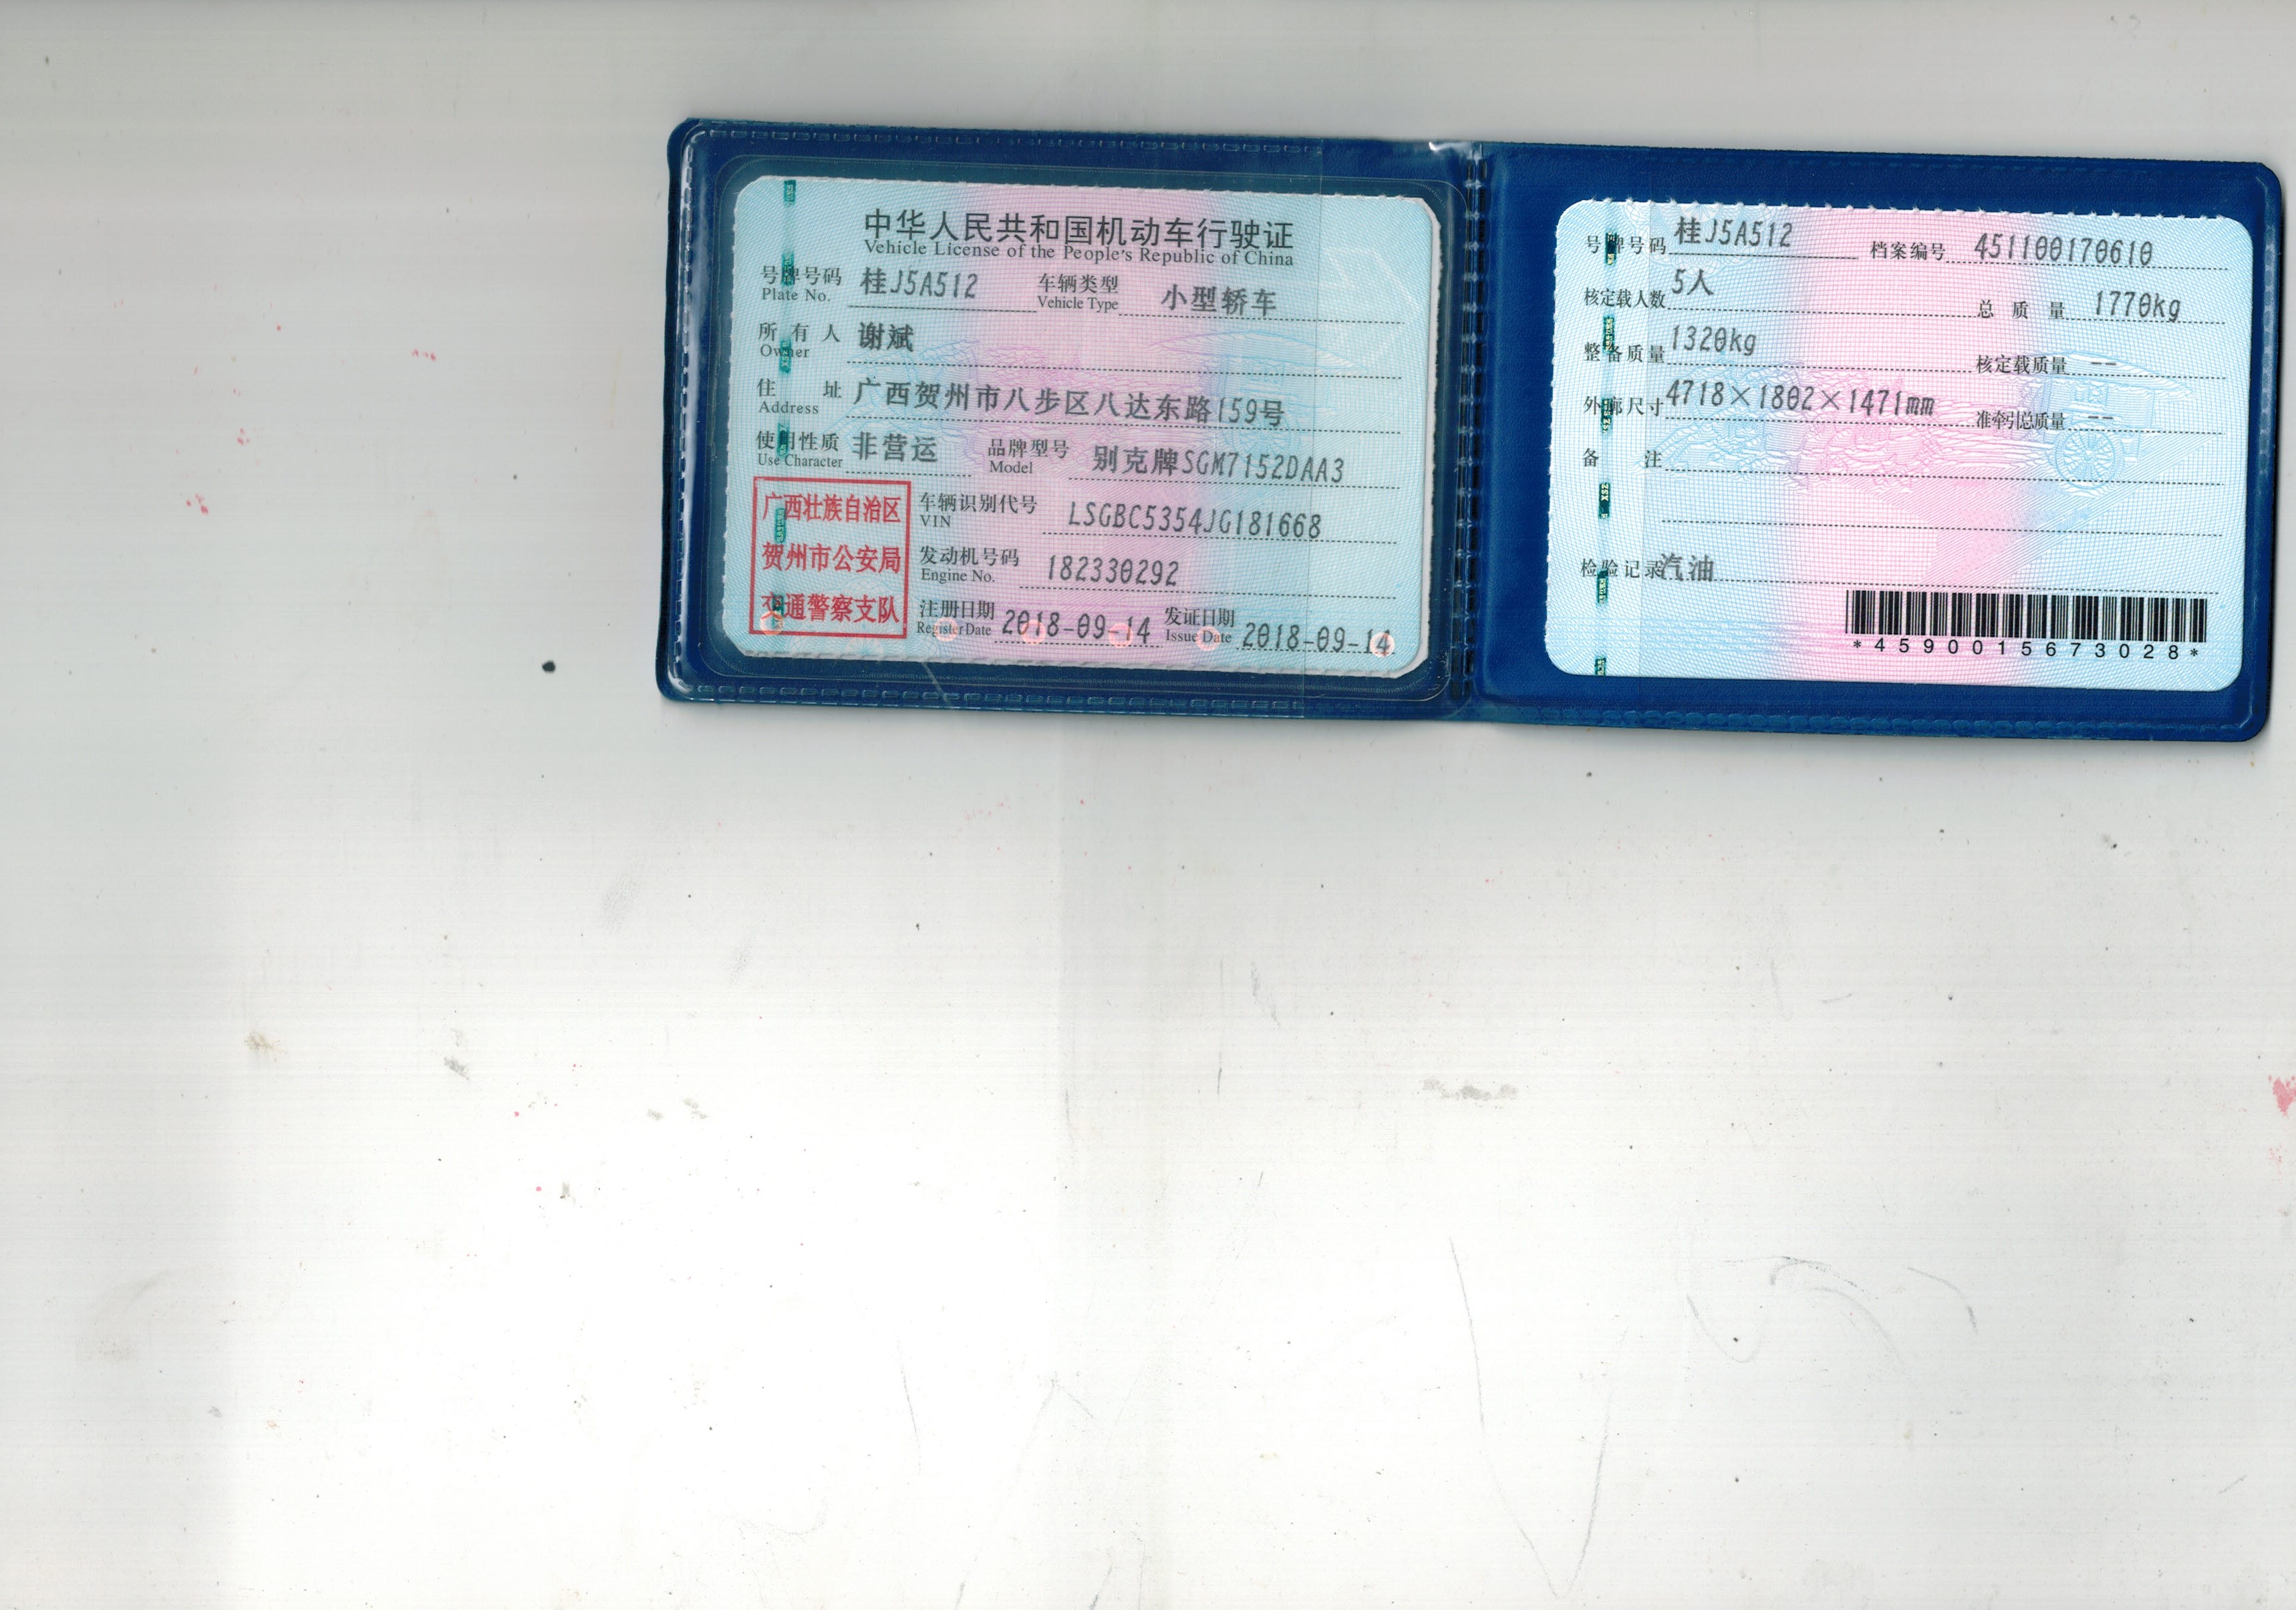 中华人民共和国机动车行驶证
Vehicle License of the People's Republic of China
号牌号码 桂J5A512 车辆类型 小型轿车
Plate No. Vehicle Type
所有人 谢斌
Owner
住址 广西贺州市八步区八达东路159号
Address
使用性质 非营运 品牌型号 别克牌SGM7152DAA3
Use Character Model
广西壮族自治区
贺州市公安局
交通警察支队
车辆识别代号 LSGBC5354JG181668
VIN
发动机号码 182330292
Engine No.
注册日期 2018-09-14 发证日期 2018-09-14
Register Date Issue Date
号牌号码 桂J5A512 档案编号 451100170610
核定载人数 5人 总质量 1770kg
整备质量 1320kg 核定载质量 --
外廓尺寸 4718×1802×1471mm 准牵引总质量 --
备注
检验记录 汽油
*4590015673028*